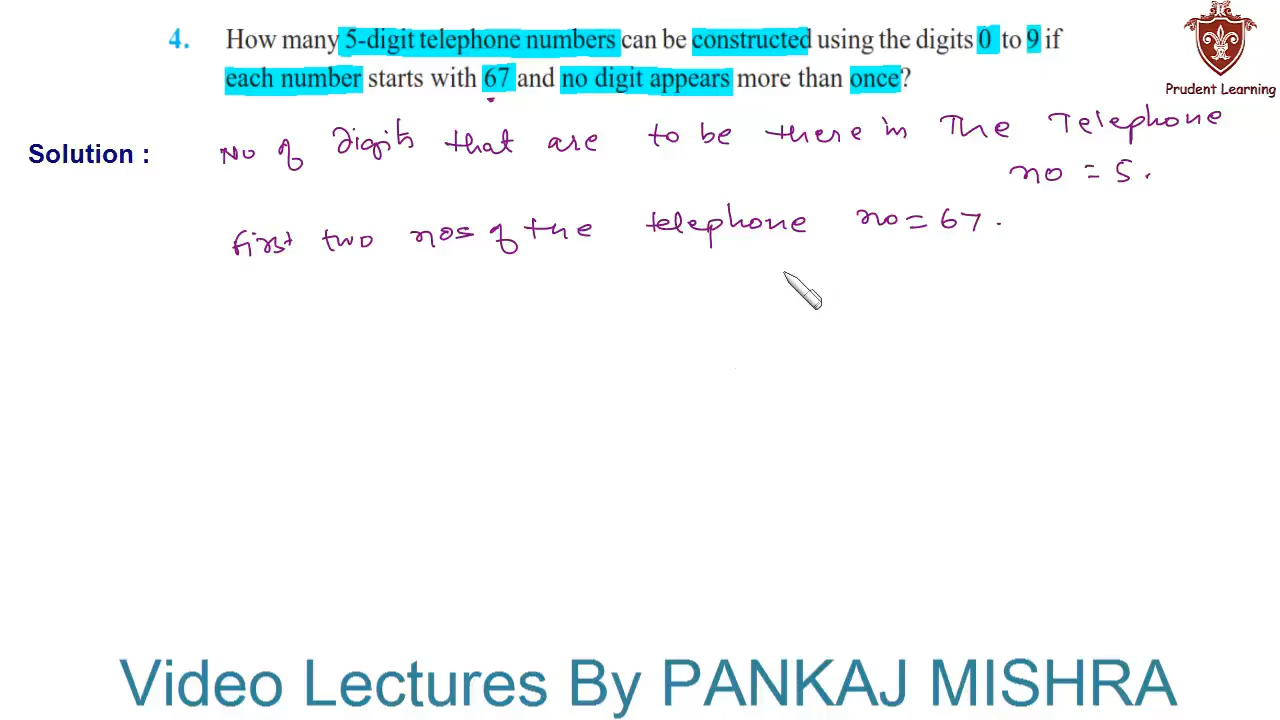 4. How many 5-digit telephone numbers can be constructed using the digits 0 to 9 if
each number starts with 67 and no digit appears more than once?
Prudent Learning
Solution : No of digits that are to be there in The Telephone
no = 5.
First two nos of the telephone no = 67.
Video Lectures By PANKAJ MISHRA